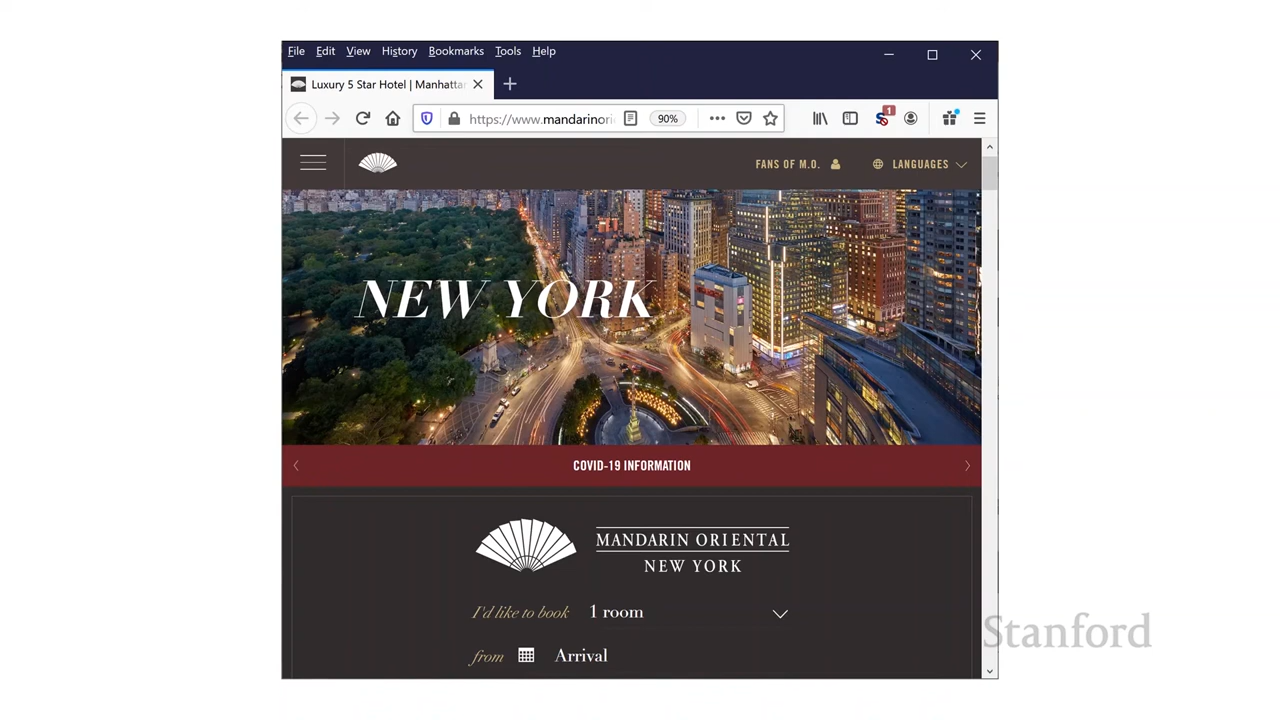 File Edit View History Bookmarks Tools Help
Luxury 5 Star Hotel | Manhatta
https://www.mandarinori 90%
1
FANS OF M.O. LANGUAGES
NEW YORK
COVID-19 INFORMATION
MANDARIN ORIENTAL
NEW YORK
I'd like to book 1 room
from Arrival
Stanford